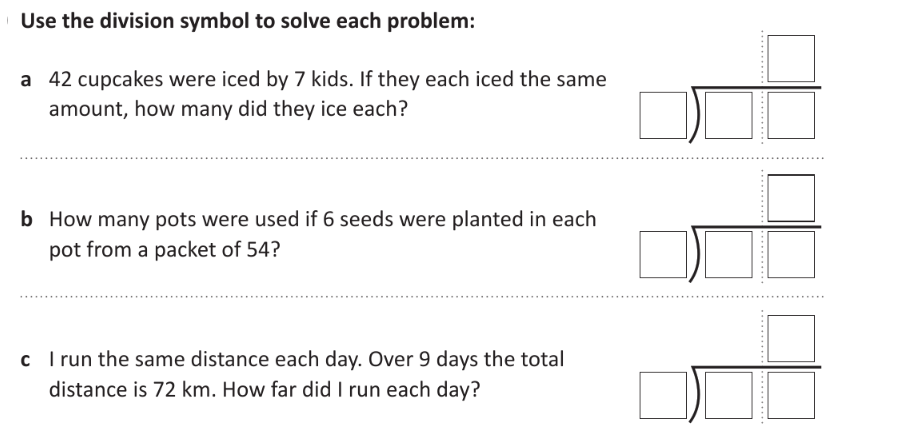 Use the division symbol to solve each problem:
a 42 cupcakes were iced by 7 kids. If they each iced the same
amount, how many did they ice each?
b How many pots were used if 6 seeds were planted in each
pot from a packet of 54?
c I run the same distance each day. Over 9 days the total
distance is 72 km. How far did I run each day?